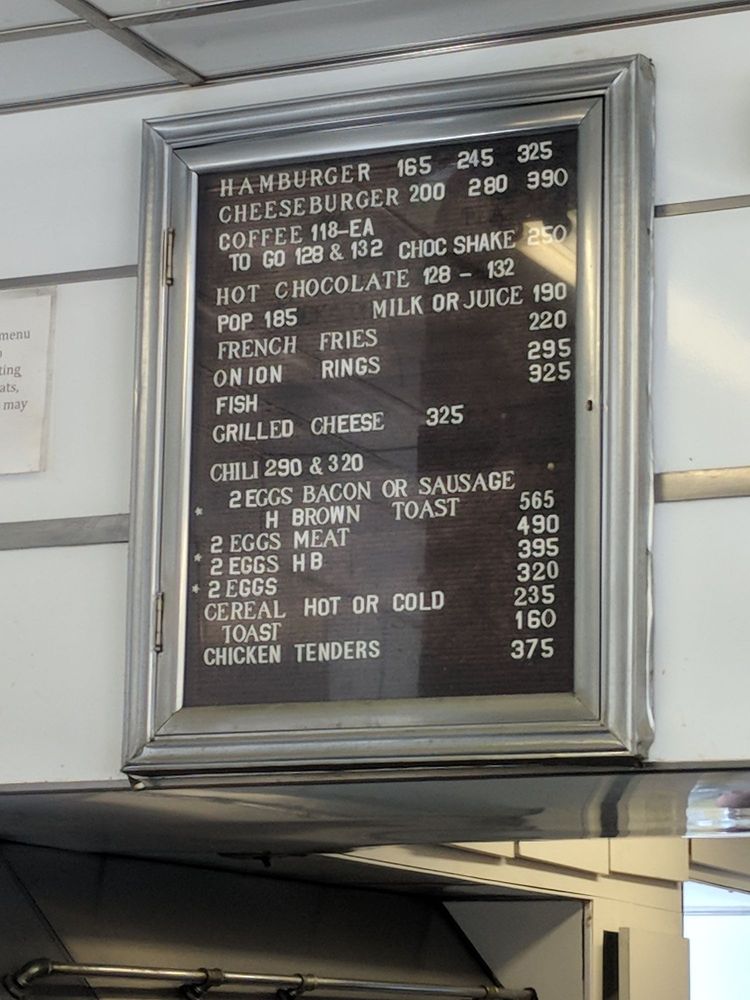 HAMBURGER 165 245 325
CHEESEBURGER 200 280 390
COFFEE 118-EA
TO GO 128 & 132 CHOC SHAKE 250
HOT CHOCOLATE 128 - 132
POP 185 MILK OR JUICE 190
FRENCH FRIES 220
ONION RINGS 295
FISH 325
GRILLED CHEESE 325
CHILI 290 & 320
2 EGGS BACON OR SAUSAGE
* H BROWN TOAST 565
2 EGGS MEAT 490
* 2 EGGS HB 395
* 2 EGGS 320
CEREAL HOT OR COLD 235
TOAST 160
CHICKEN TENDERS 375
menu
may